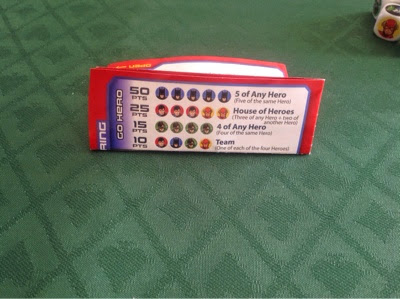 GO HERO
RING
50 PTS 5 of Any Hero
(Five of the same Hero)
25 PTS House of Heroes
(Three of any Hero + two of
another Hero)
15 PTS 4 of Any Hero
(Four of the same Hero)
10 PTS Team
(One of each of the four Heroes)